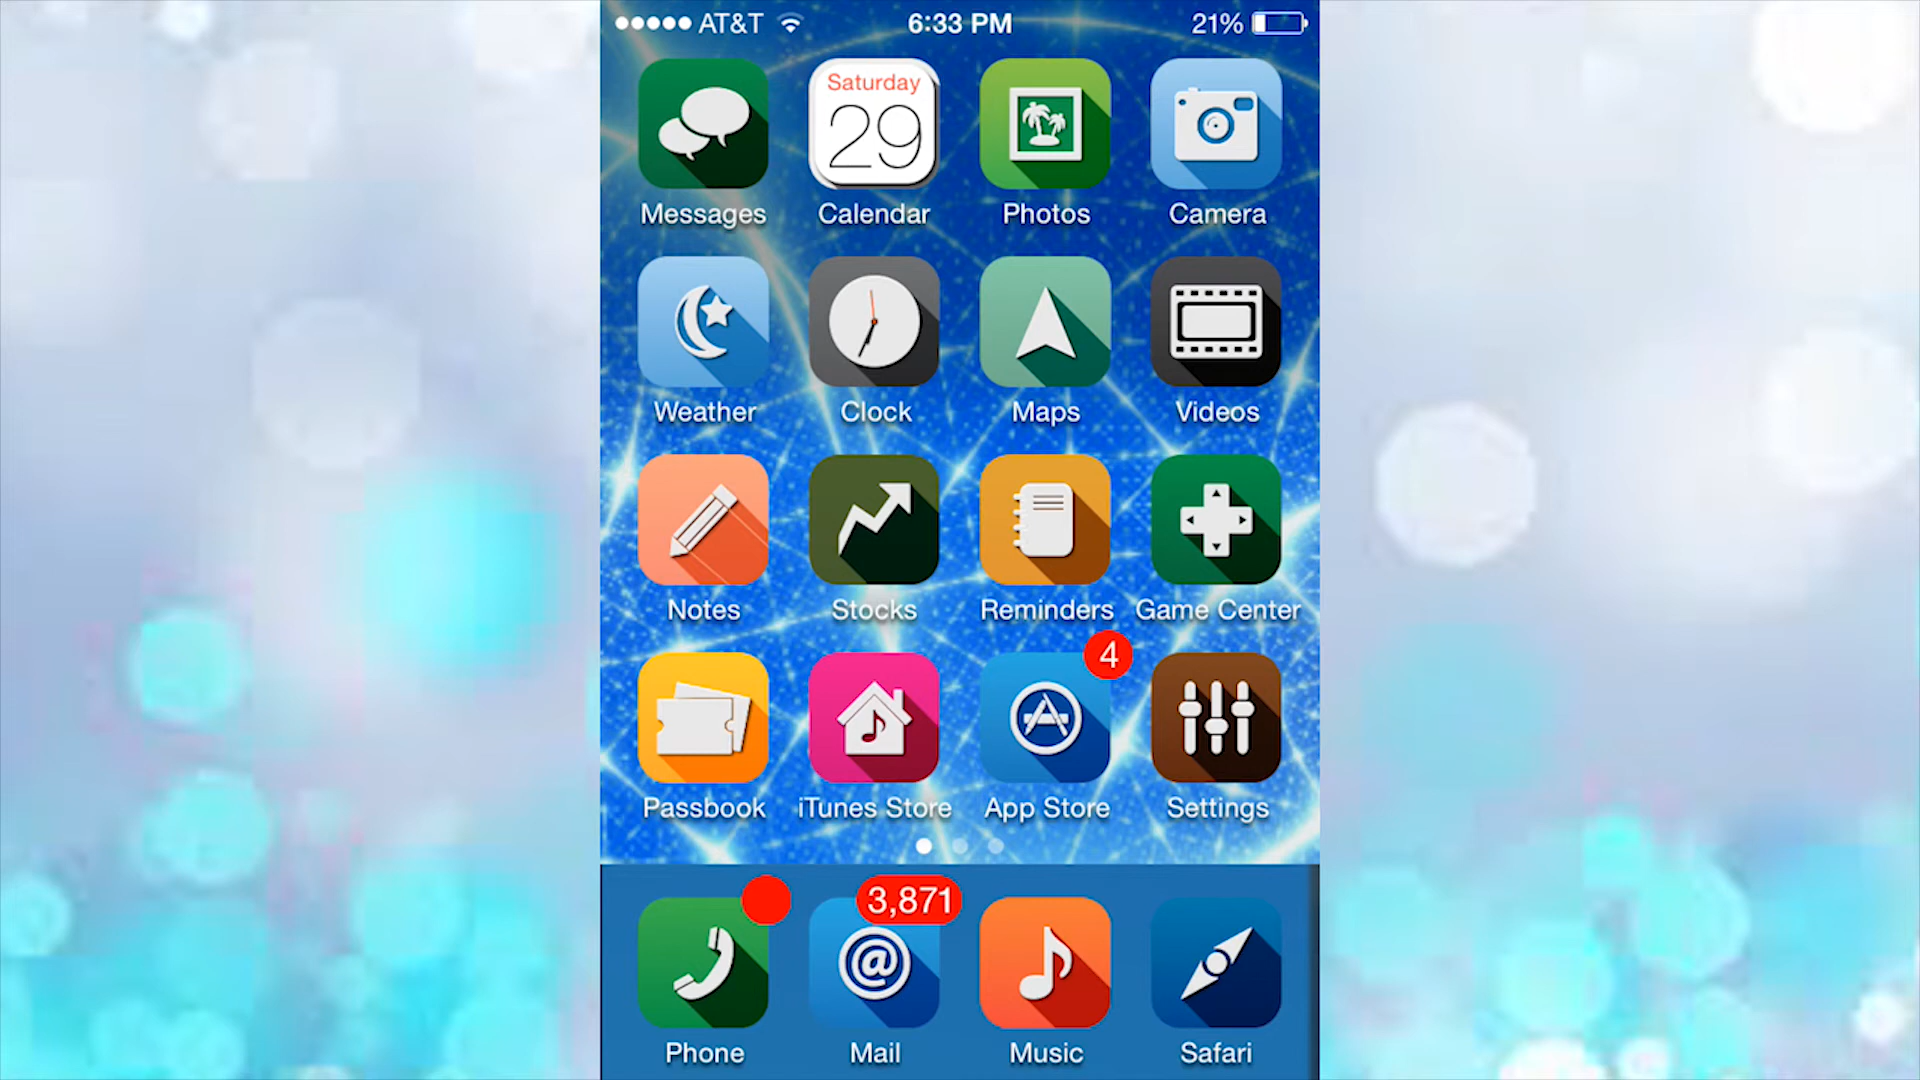 AT&T 6:33 PM 21%
Saturday
29
Messages Calendar Photos Camera
Weather Clock Maps Videos
Notes Stocks Reminders Game Center
4
Passbook iTunes Store App Store Settings
3,871
@
Phone Mail Music Safari